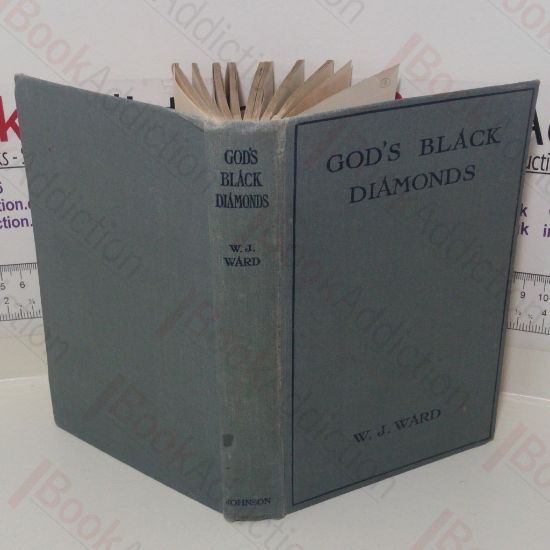 GOD'S
BLACK
DIAMONDS
W. J.
WARD
JOHNSON
GOD'S BLACK
DIAMONDS
W. J. WARD
BookAddiction